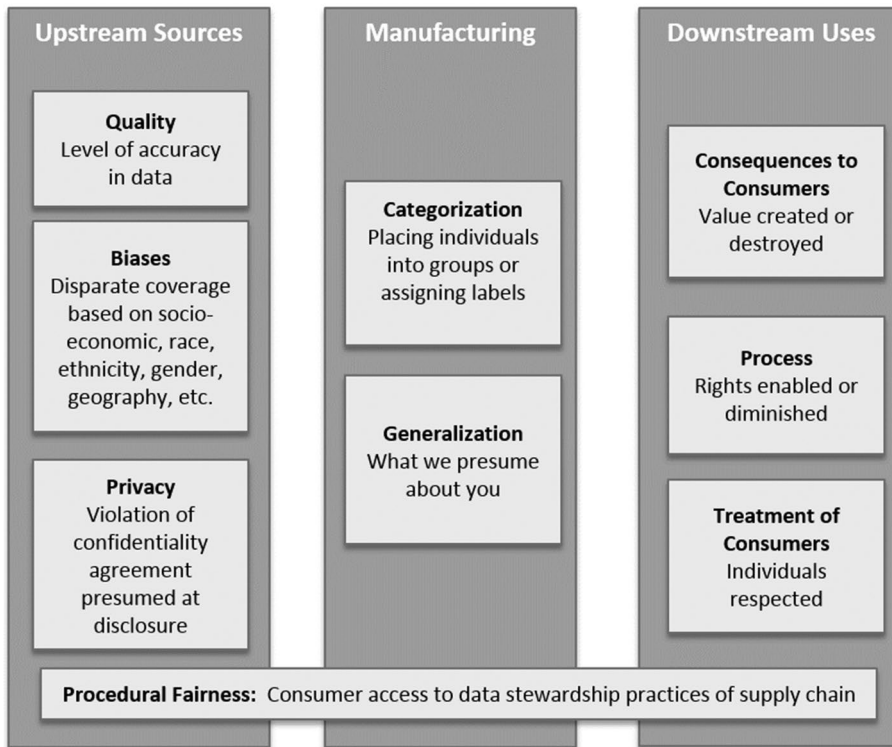 Upstream Sources
Quality
Level of accuracy
in data
Biases
Disparate coverage
based on socio-
economic, race,
ethnicity, gender,
geography, etc.
Privacy
Violation of
confidentiality
agreement
presumed at
disclosure
Manufacturing
Categorization
Placing individuals
into groups or
assigning labels
Generalization
What we presume
about you
Downstream Uses
Consequences to
Consumers
Value created or
destroyed
Process
Rights enabled or
diminished
Treatment of
Consumers
Individuals
respected
Procedural Fairness: Consumer access to data stewardship practices of supply chain